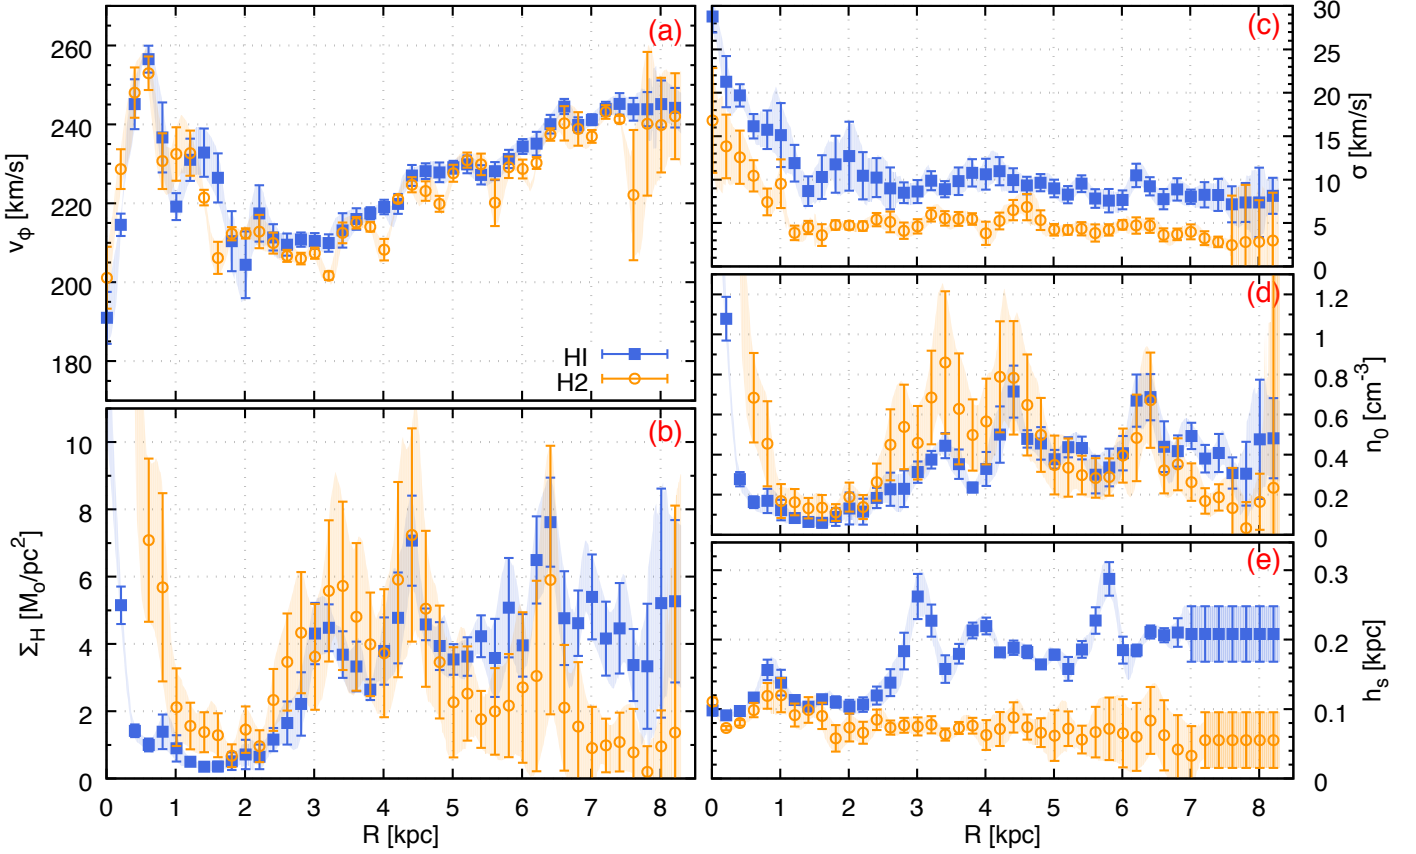 (a)
260
240
220
200
180
vϕ [km/s]
HI
H2
(b)
10
8
6
4
2
0
ΣH [M0/pc2]
0 1 2 3 4 5 6 7 8
R [kpc]
(c)
30
25
20
15
10
5
0
σ [km/s]
(d)
1.2
1
0.8
0.6
0.4
0.2
0
n0 [cm-3]
(e)
0.3
0.2
0.1
0
hs [kpc]
0 1 2 3 4 5 6 7 8
R [kpc]